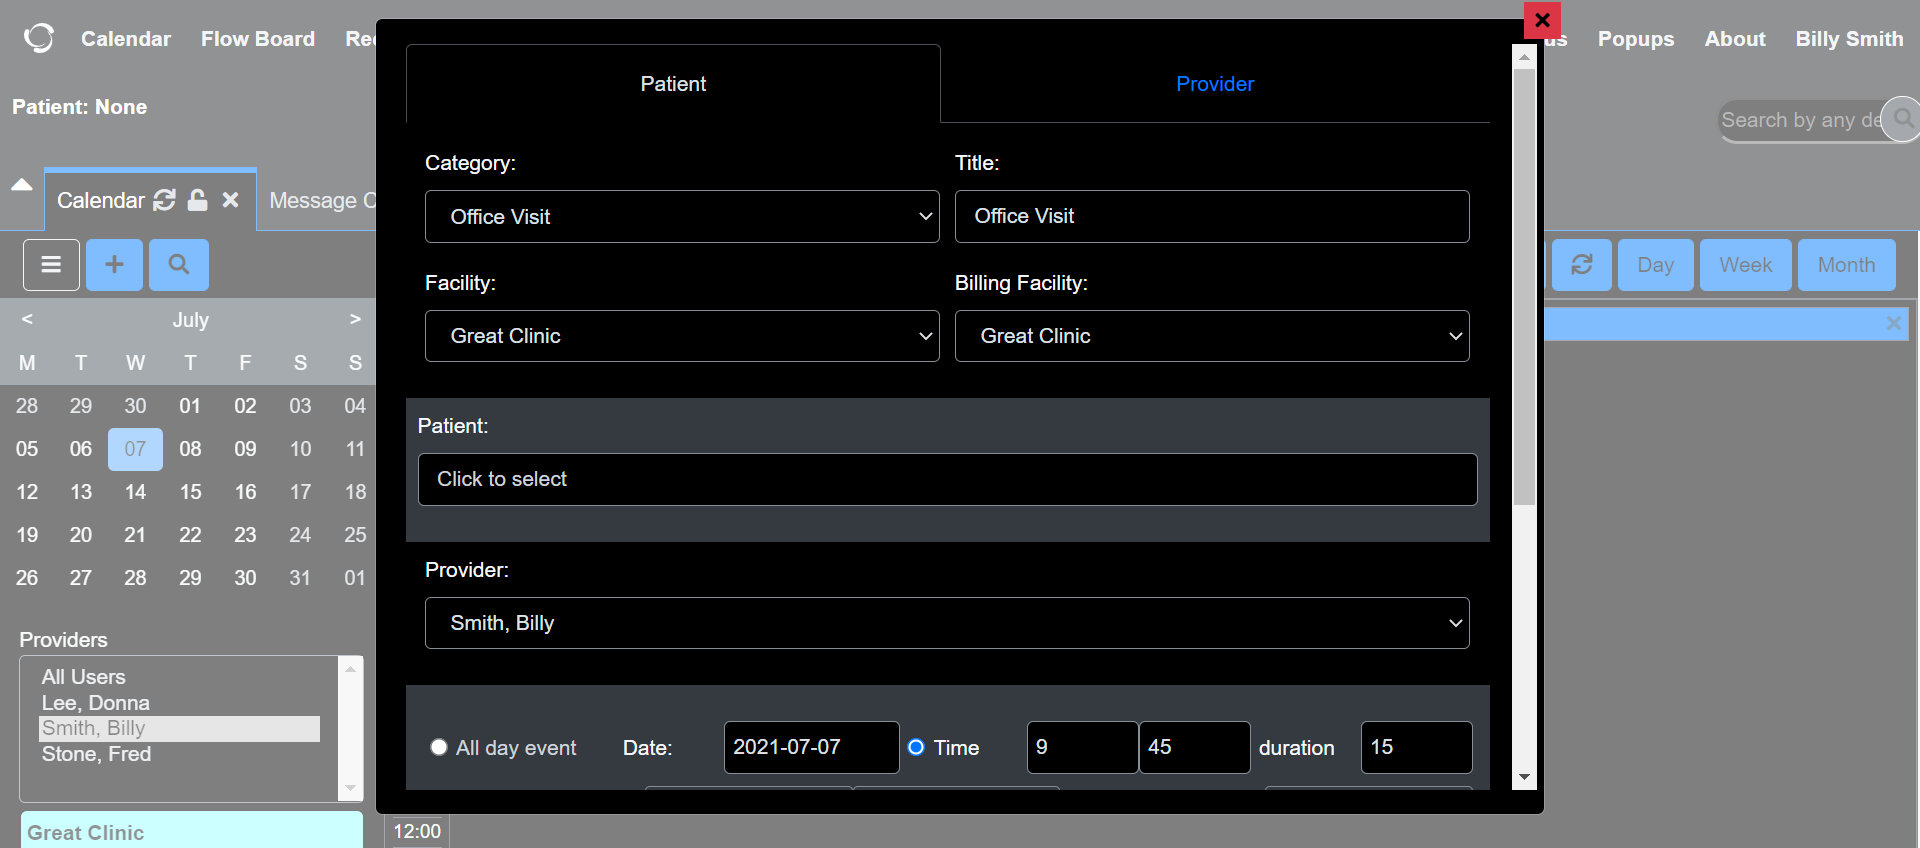 Calendar Flow Board
Popups About Billy Smith
Patient: None
Search by any de
Calendar
Message C
Day Week Month
< July >
M T W T F S S
28 29 30 01 02 03 04
05 06 07 08 09 10 11
12 13 14 15 16 17 18
19 20 21 22 23 24 25
26 27 28 29 30 31 01
Providers
All Users
Lee, Donna
Smith, Billy
Stone, Fred
Great Clinic
12:00
Patient Provider
Category: Title:
Office Visit Office Visit
Facility: Billing Facility:
Great Clinic Great Clinic
Patient:
Click to select
Provider:
Smith, Billy
All day event Date: 2021-07-07 Time 9 45 duration 15